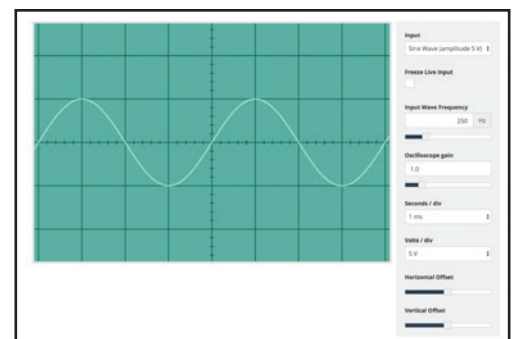 Input
Sine Wave (amplitude 5 V)
Freeze Live Input
Input Wave Frequency
250 Hz
Oscilloscope gain
1.0
Seconds / div
1 ms
Volts / div
5 V
Horizontal Offset
Vertical Offset